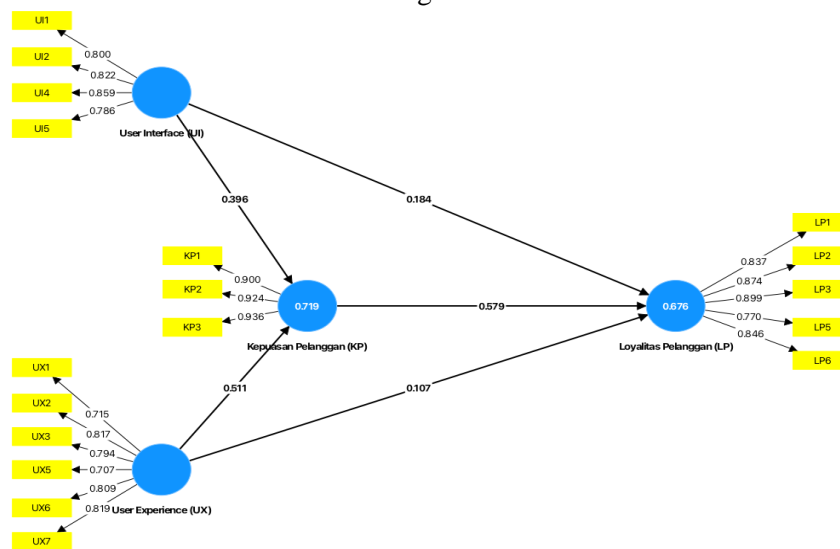 UI1
UI2
UI4
UI5
0.800
0.822
0.859
0.786
User Interface (UI)
0.396
0.184
KP1
KP2
KP3
0.900
0.924
0.936
0.719
Kepuasan Pelanggan (KP)
0.579
0.676
Loyalitas Pelanggan (LP)
LP1
LP2
LP3
LP5
LP6
0.837
0.874
0.899
0.770
0.846
0.511
0.107
UX1
UX2
UX3
UX5
UX6
UX7
0.715
0.817
0.794
0.707
0.809
0.819
User Experience (UX)